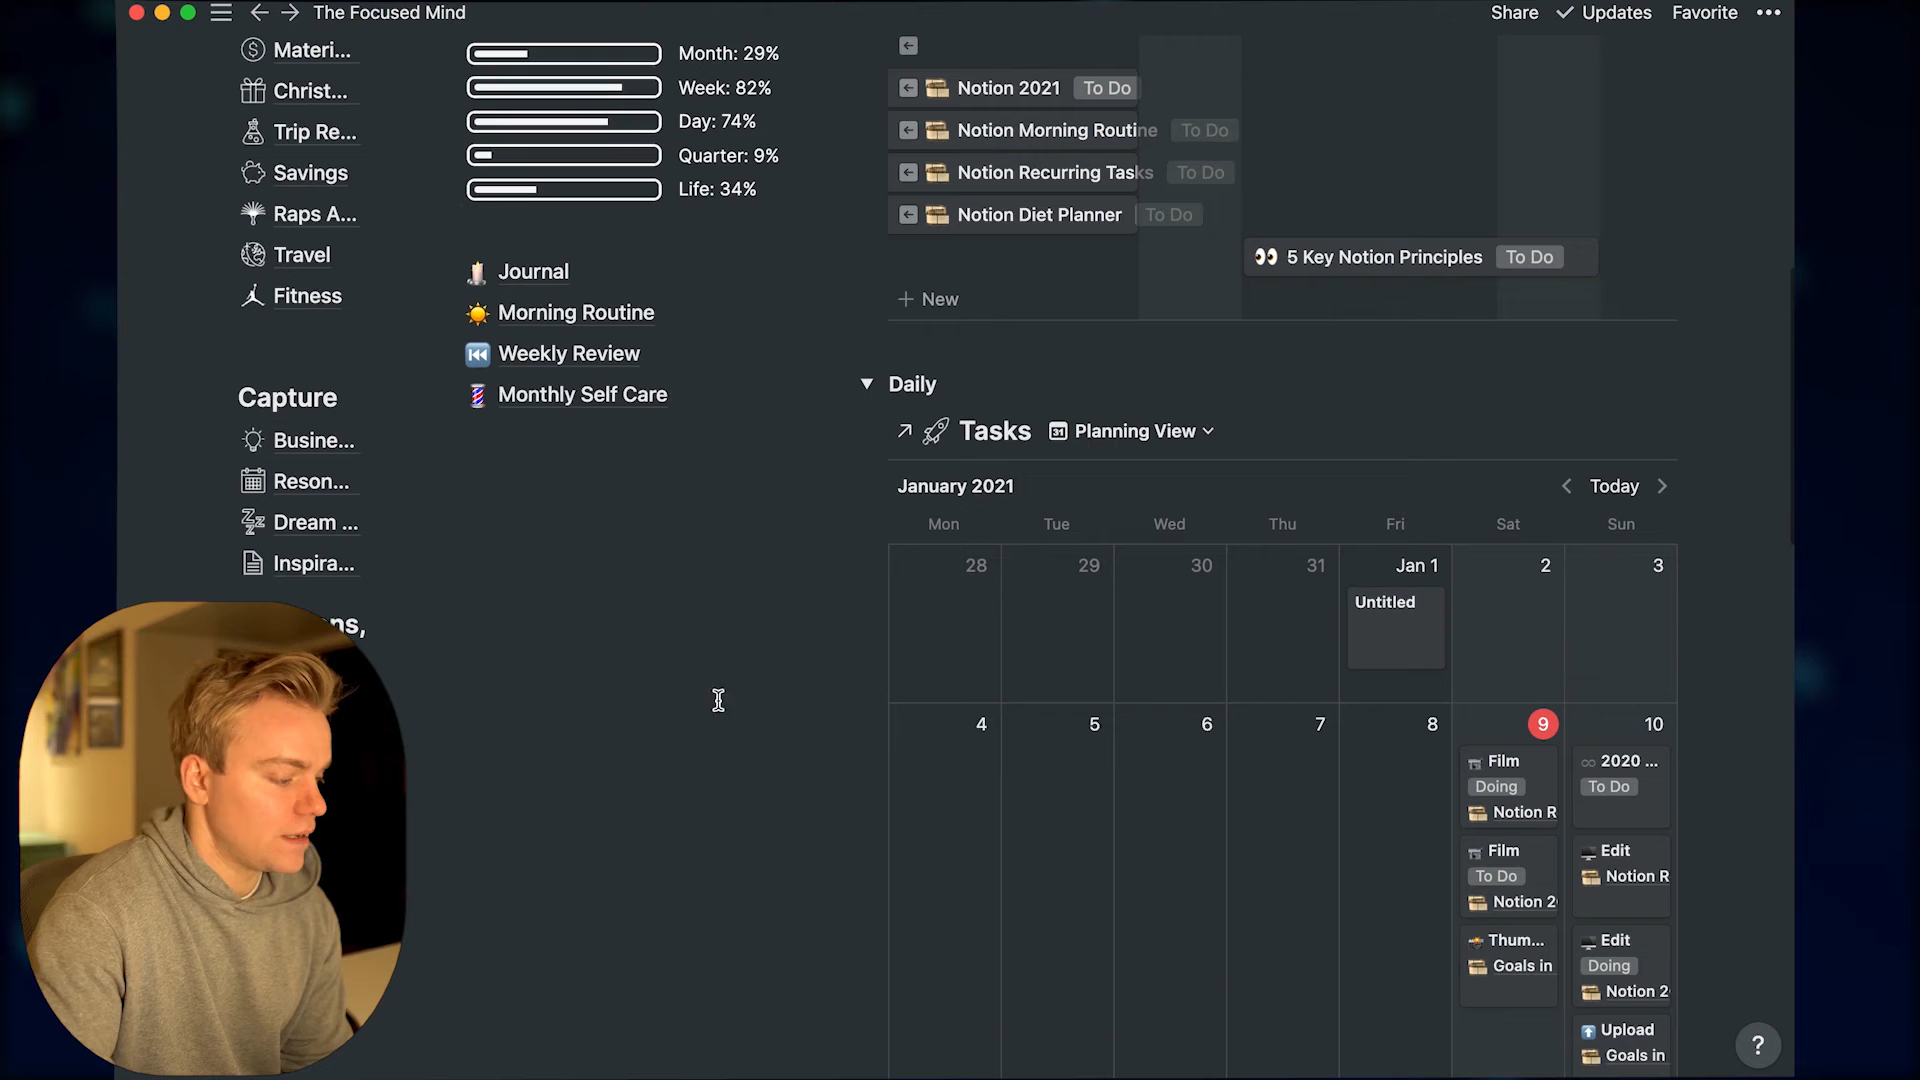 The Focused Mind
Share
Updates
Favorite
Materi...
Christ...
Trip Re...
Savings
Raps A...
Travel
Fitness
Capture
Busine...
Reson...
Dream ...
Inspira...
ns,
Month: 29%
Week: 82%
Day: 74%
Quarter: 9%
Life: 34%
Journal
Morning Routine
Weekly Review
Monthly Self Care
Notion 2021 To Do
Notion Morning Routine To Do
Notion Recurring Tasks To Do
Notion Diet Planner To Do
5 Key Notion Principles To Do
+ New
Daily
Tasks 31 Planning View
January 2021
Today
Mon Tue Wed Thu Fri Sat Sun
28 29 30 31 Jan 1 2 3
Untitled
4 5 6 7 8 9 10
Film
Doing
Notion R
Film
To Do
Notion 2
Thum...
Goals in
2020 ...
To Do
Edit
Notion R
Edit
Doing
Notion 2
Upload
Goals in
?